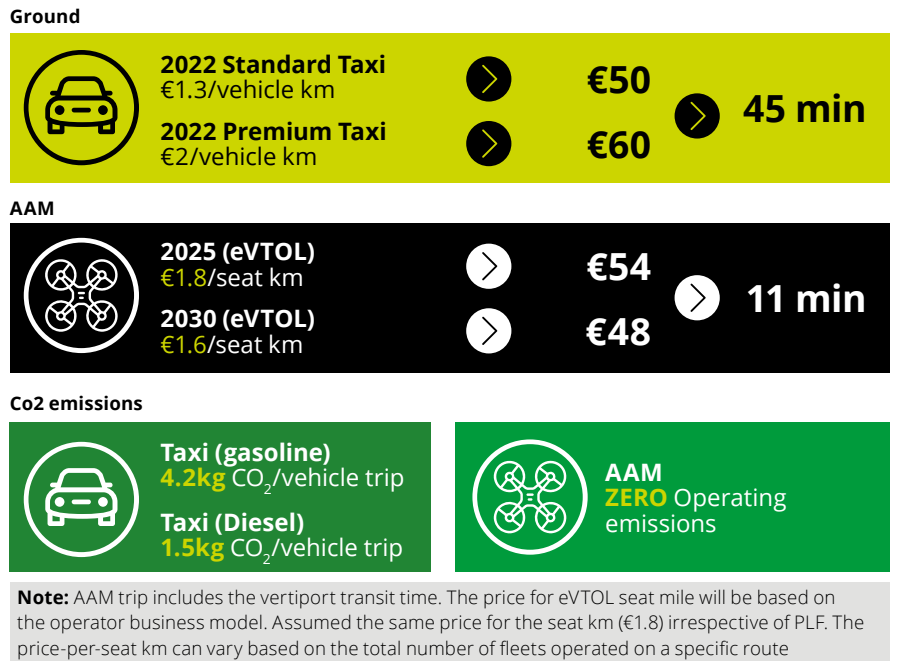 Ground
2022 Standard Taxi
€1.3/vehicle km
€50
2022 Premium Taxi
€2/vehicle km
€60
45 min
AAM
2025 (eVTOL)
€1.8/seat km
€54
2030 (eVTOL)
€1.6/seat km
€48
11 min
Co2 emissions
Taxi (gasoline)
4.2kg CO₂/vehicle trip
Taxi (Diesel)
1.5kg CO₂/vehicle trip
AAM
ZERO Operating
emissions
Note: AAM trip includes the vertiport transit time. The price for eVTOL seat mile will be based on
the operator business model. Assumed the same price for the seat km (€1.8) irrespective of PLF. The
price-per-seat km can vary based on the total number of fleets operated on a specific route